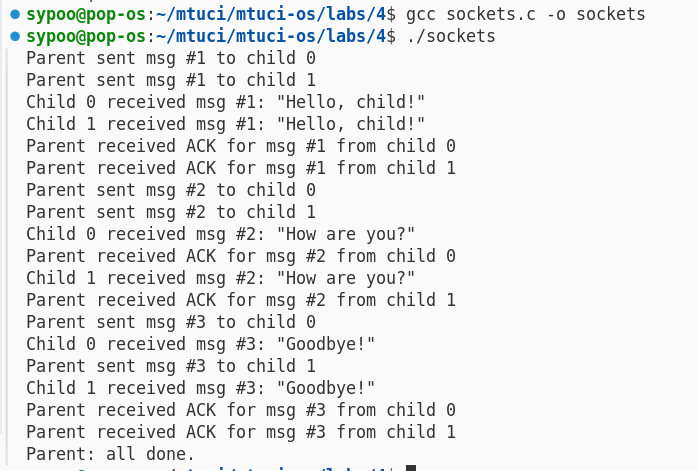 sypoo@pop-os:~/mtuci/mtuci-os/labs/4$ gcc sockets.c -o sockets
sypoo@pop-os:~/mtuci/mtuci-os/labs/4$ ./sockets
Parent sent msg #1 to child 0
Parent sent msg #1 to child 1
Child 0 received msg #1: "Hello, child!"
Child 1 received msg #1: "Hello, child!"
Parent received ACK for msg #1 from child 0
Parent received ACK for msg #1 from child 1
Parent sent msg #2 to child 0
Parent sent msg #2 to child 1
Child 0 received msg #2: "How are you?"
Parent received ACK for msg #2 from child 0
Child 1 received msg #2: "How are you?"
Parent received ACK for msg #2 from child 1
Parent sent msg #3 to child 0
Child 0 received msg #3: "Goodbye!"
Parent sent msg #3 to child 1
Child 1 received msg #3: "Goodbye!"
Parent received ACK for msg #3 from child 0
Parent received ACK for msg #3 from child 1
Parent: all done.